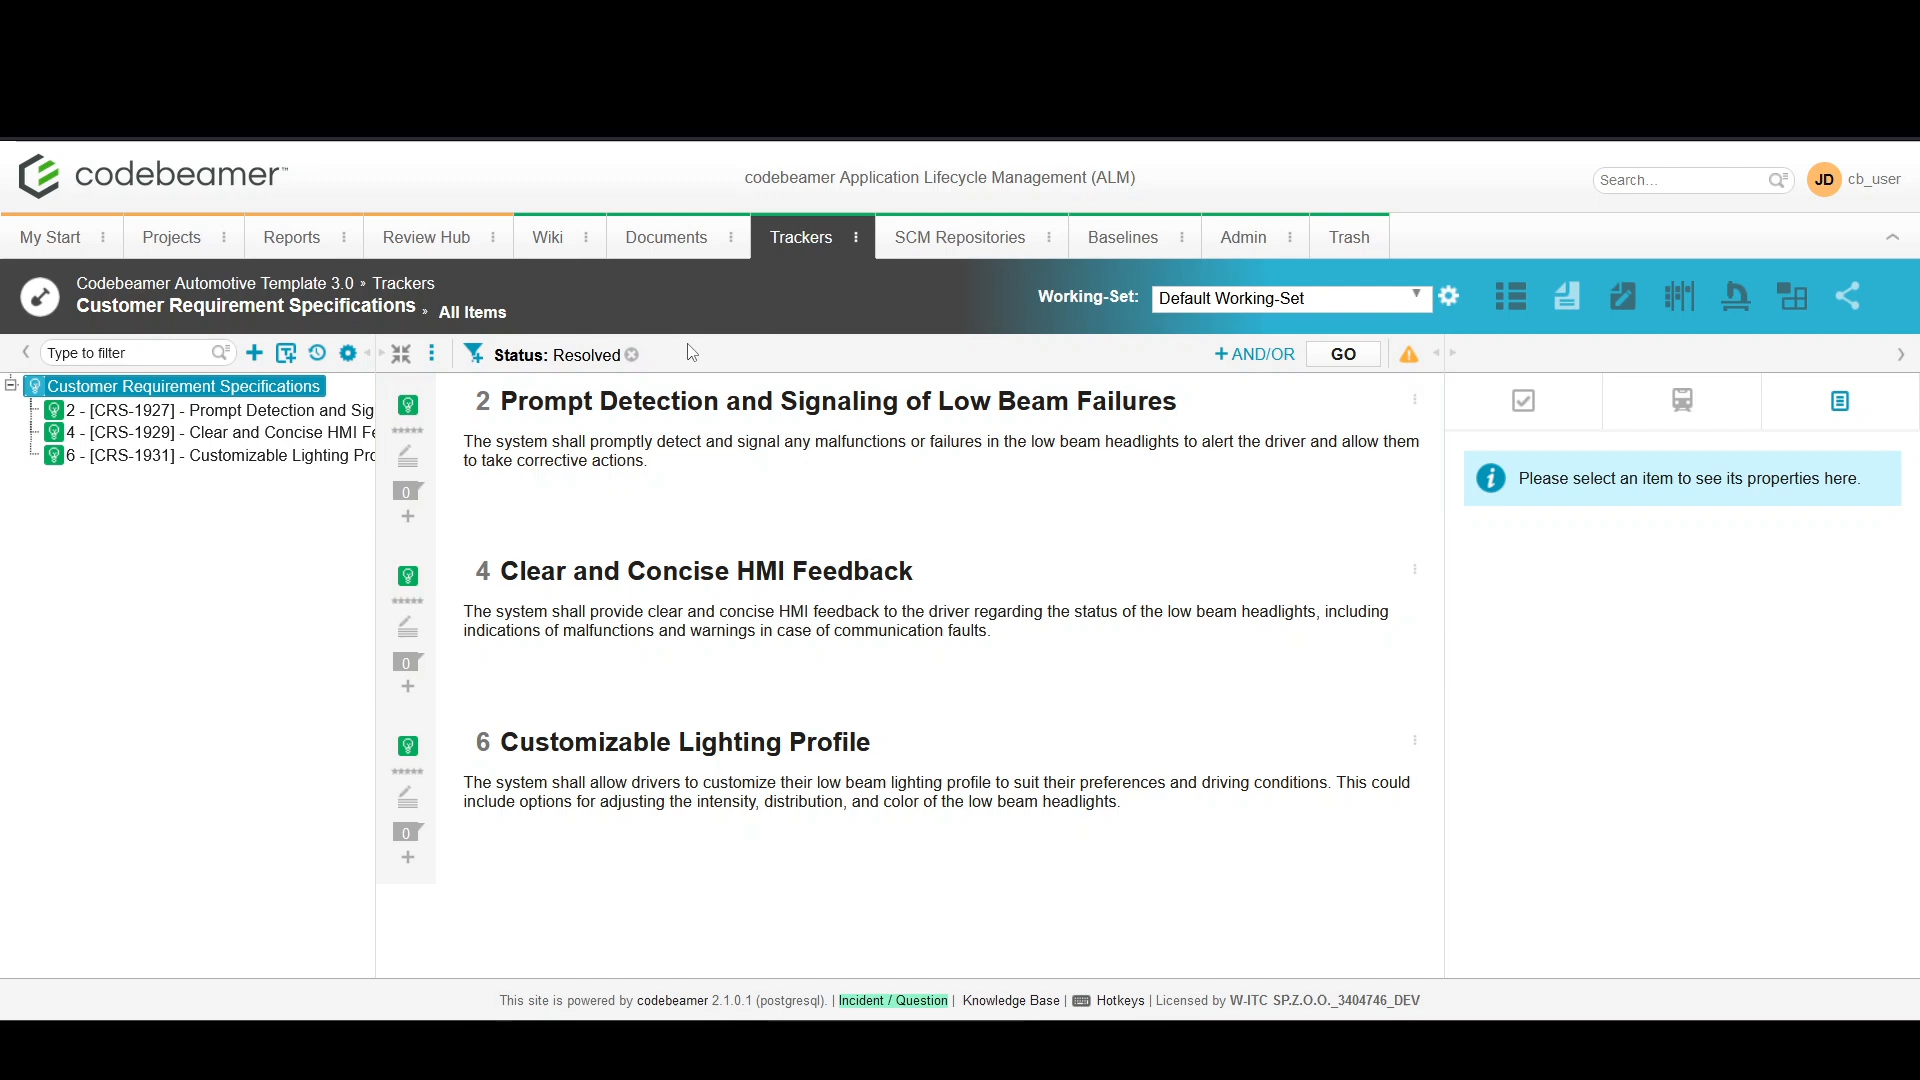 codebeamer™
codebeamer Application Lifecycle Management (ALM)
Search...
JD
cb_user
My Start
Projects
Reports
Review Hub
Wiki
Documents
Trackers
SCM Repositories
Baselines
Admin
Trash
Codebeamer Automotive Template 3.0 » Trackers
Customer Requirement Specifications » All Items
Working-Set:
Default Working-Set
Type to filter
Status: Resolved
+ AND/OR
GO
Customer Requirement Specifications
2 - [CRS-1927] - Prompt Detection and Sig
4 - [CRS-1929] - Clear and Concise HMI Fe
6 - [CRS-1931] - Customizable Lighting Pro
2 Prompt Detection and Signaling of Low Beam Failures
The system shall promptly detect and signal any malfunctions or failures in the low beam headlights to alert the driver and allow them
to take corrective actions.
0
4 Clear and Concise HMI Feedback
The system shall provide clear and concise HMI feedback to the driver regarding the status of the low beam headlights, including
indications of malfunctions and warnings in case of communication faults.
0
6 Customizable Lighting Profile
The system shall allow drivers to customize their low beam lighting profile to suit their preferences and driving conditions. This could
include options for adjusting the intensity, distribution, and color of the low beam headlights.
0
Please select an item to see its properties here.
This site is powered by codebeamer 2.1.0.1 (postgresql). | Incident / Question | Knowledge Base | Hotkeys | Licensed by W-ITC SP.Z.O.O._3404746_DEV